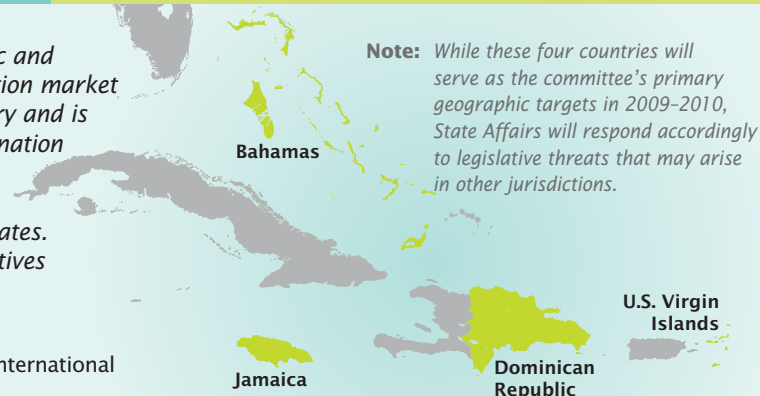 c and
tion market
ry and is
nation
ates.
tives
nternational
Note: While these four countries will
serve as the committee's primary
geographic targets in 2009–2010,
State Affairs will respond accordingly
to legislative threats that may arise
in other jurisdictions.
Bahamas
U.S. Virgin
Islands
Jamaica
Dominican
Republic